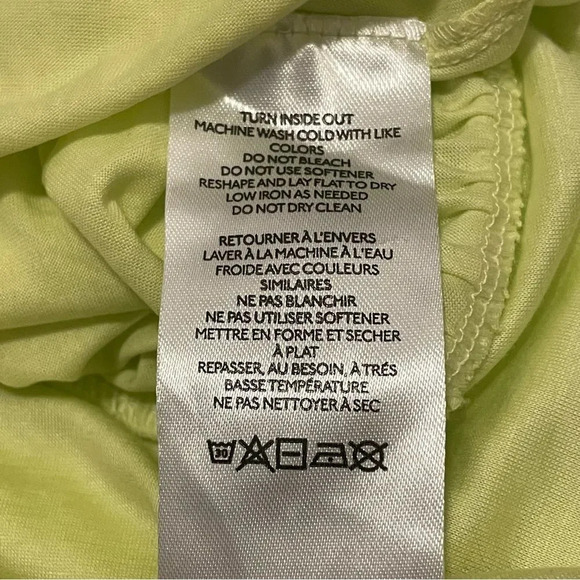 TURN INSIDE OUT
MACHINE WASH COLD WITH LIKE
COLORS
DO NOT BLEACH
DO NOT USE SOFTENER
RESHAPE AND LAY FLAT TO DRY
LOW IRON AS NEEDED
DO NOT DRY CLEAN
RETOURNER À L'ENVERS
LAVER À LA MACHINE À L'EAU
FROIDE AVEC COULEURS
SIMILAIRES
NE PAS BLANCHIR
NE PAS UTILISER SOFTENER
METTRE EN FORME ET SECHER
À PLAT
REPASSER, AU BESOIN, À TRÉS
BASSE TEMPÉRATURE
NE PAS NETTOYER À SEC
30